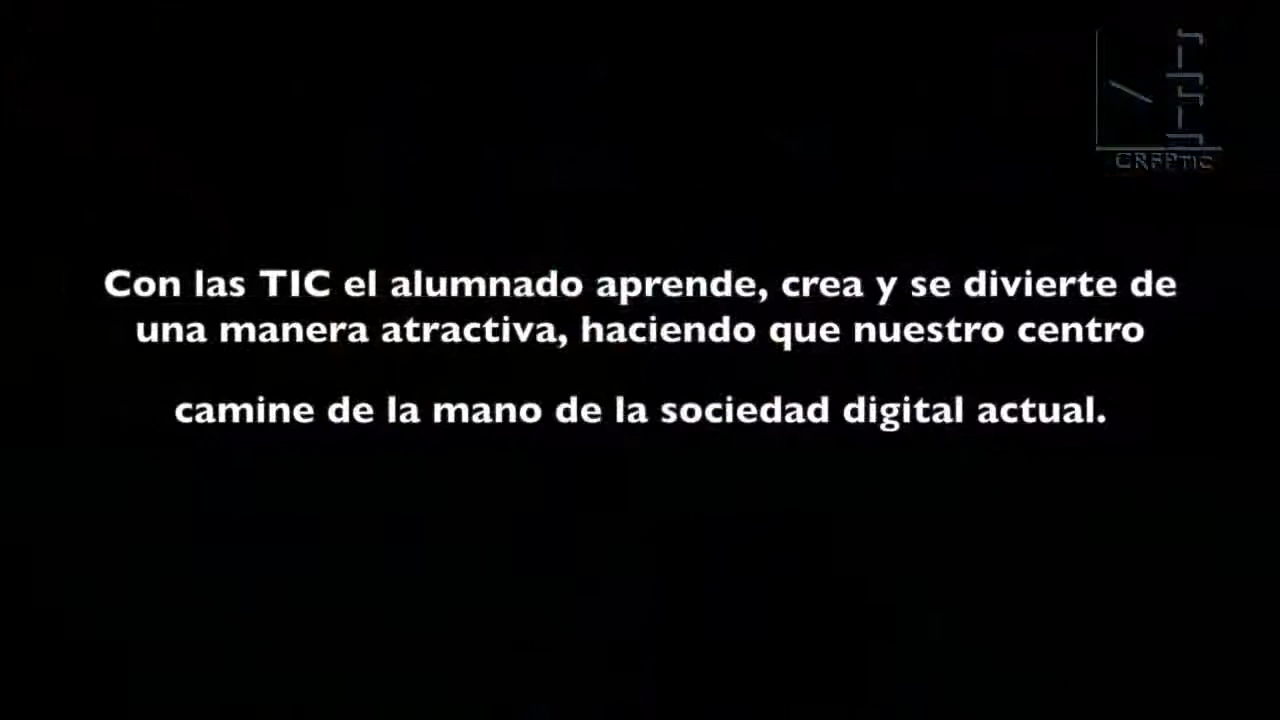 CRFPTIC
Con las TIC el alumnado aprende, crea y se divierte de
una manera atractiva, haciendo que nuestro centro
camine de la mano de la sociedad digital actual.